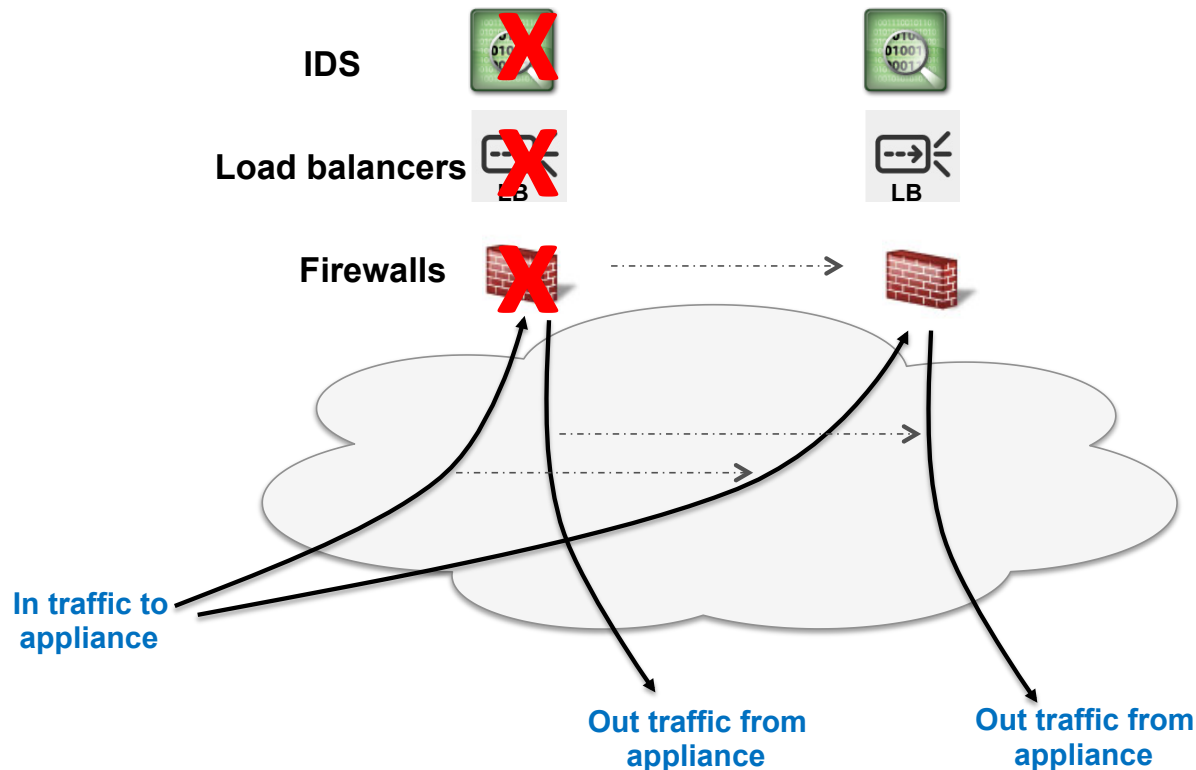 IDS
Load balancers
LB
LB
Firewalls
In traffic to
appliance
Out traffic from
appliance
Out traffic from
appliance